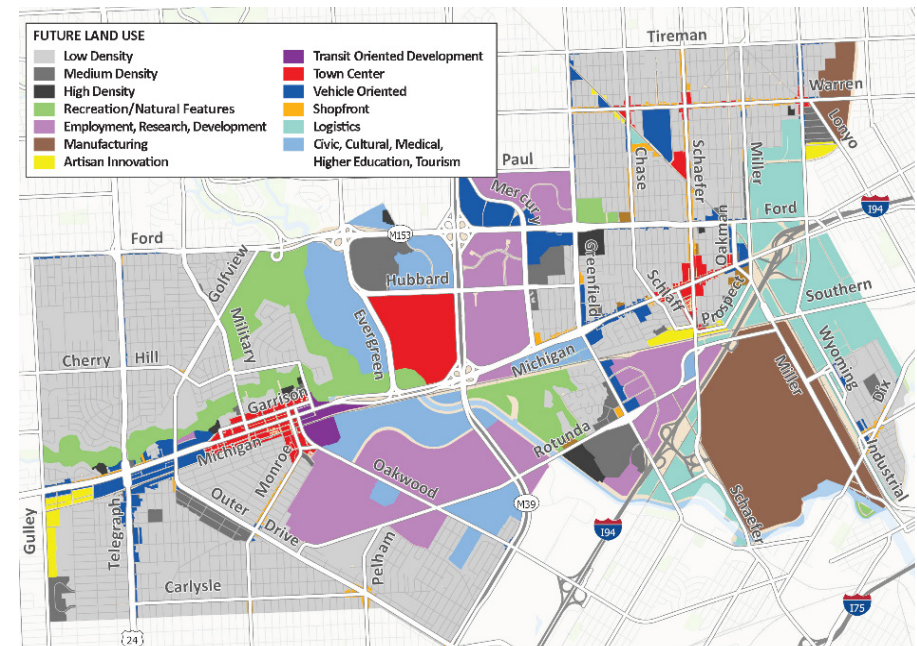 FUTURE LAND USE
Low Density
Medium Density
High Density
Recreation/Natural Features
Employment, Research, Development
Manufacturing
Artisan Innovation
Transit Oriented Development
Town Center
Vehicle Oriented
Shopfront
Logistics
Civic, Cultural, Medical,
Higher Education, Tourism
Tireman
Warren
Lonyo
Paul
Mercury
Chase
Schaefer
Miller
I94
Ford
M153
Ford
Golfview
Hubbard
Greenfield
Oakman
Schlaff
Prospect
Southern
Military
Evergreen
Cherry Hill
Michigan
Wyoming
Dix
Miller
Garrison
Michigan
Rotunda
Monroe
Oakwood
Industrial
Outer Drive
M39
Schaefer
Gulley
Telegraph
I94
Pelham
Carlysle
I75
24